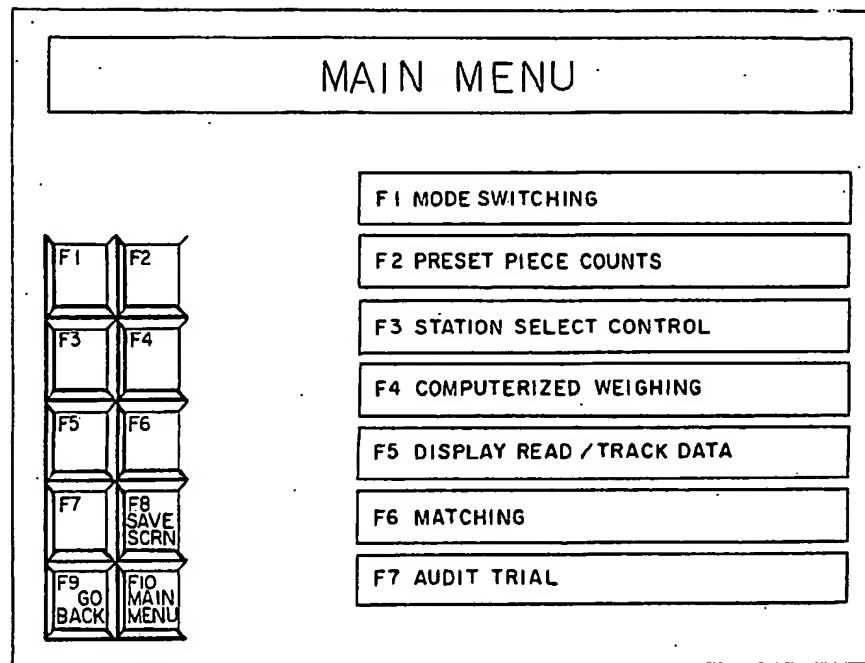 MAIN MENU
F1 MODE SWITCHING
F2 PRESET PIECE COUNTS
F3 STATION SELECT CONTROL
F4 COMPUTERIZED WEIGHING
F5 DISPLAY READ / TRACK DATA
F6 MATCHING
F7 AUDIT TRIAL
F1
F2
F3
F4
F5
F6
F7
F8
SAVE
SCRN
F9
GO
BACK
F10
MAIN
MENU